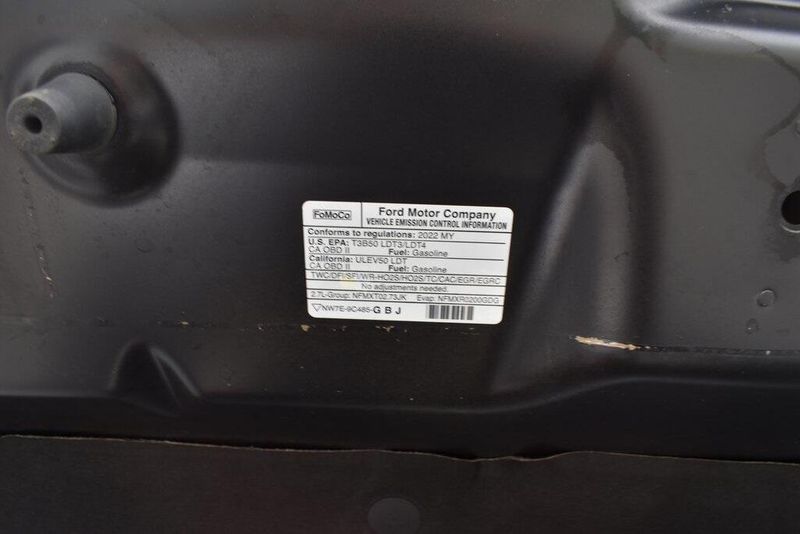 FoMoCo
Ford Motor Company
VEHICLE EMISSION CONTROL INFORMATION
Conforms to regulations: 2022 MY
U.S. EPA: T3B50 LDT3/LDT4
CA OBD II Fuel: Gasoline
California: ULEV50 LDT
CA OBD II Fuel: Gasoline
TWC/DFI/SFI/WR-HO2S/HO2S/TC/CAC/EGR/EGRC
No adjustments needed.
2.7L-Group: NFMXT02.73JK Evap: NFMXR0200GDG
NW7E-9C485-G B J